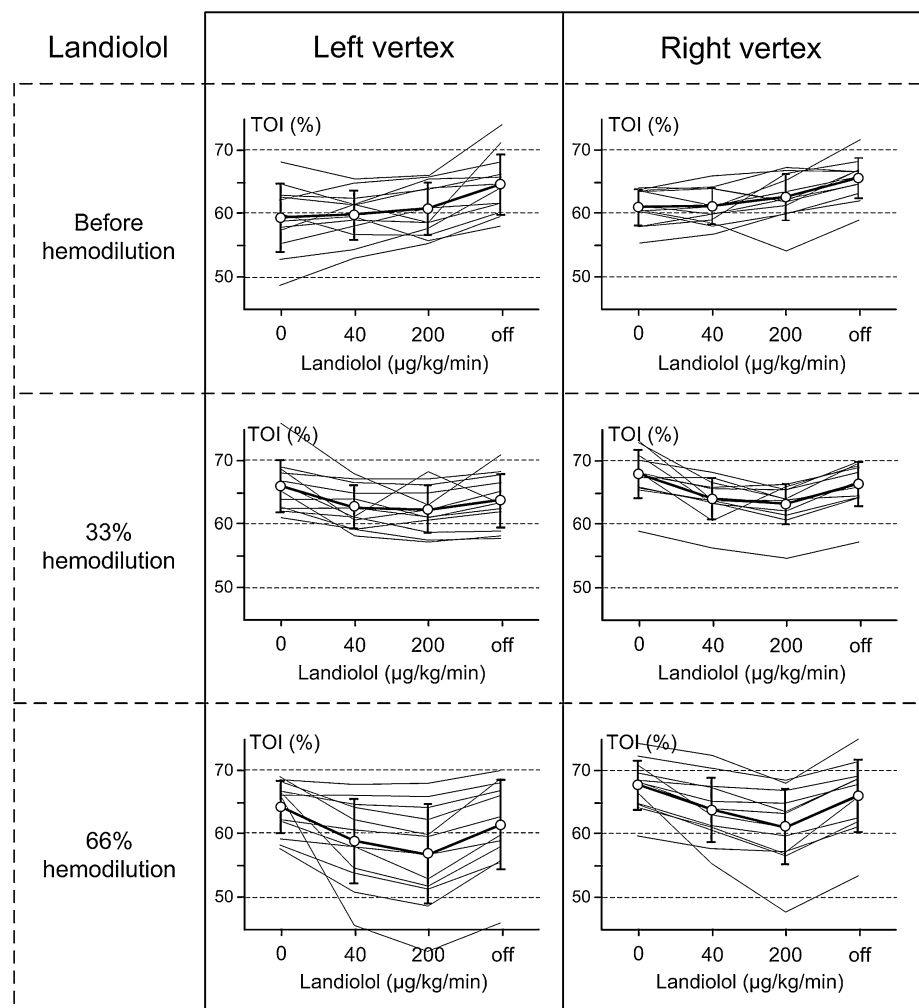 Landiolol
Left vertex
Right vertex
Before
hemodilution
TOI (%)
70
60
50
0 40 200 off
Landiolol (µg/kg/min)
TOI (%)
70
60
50
0 40 200 off
Landiolol (µg/kg/min)
33%
hemodilution
TOI (%)
70
60
50
0 40 200 off
Landiolol (µg/kg/min)
TOI (%)
70
60
50
0 40 200 off
Landiolol (µg/kg/min)
66%
hemodilution
TOI (%)
70
60
50
0 40 200 off
Landiolol (µg/kg/min)
TOI (%)
70
60
50
0 40 200 off
Landiolol (µg/kg/min)